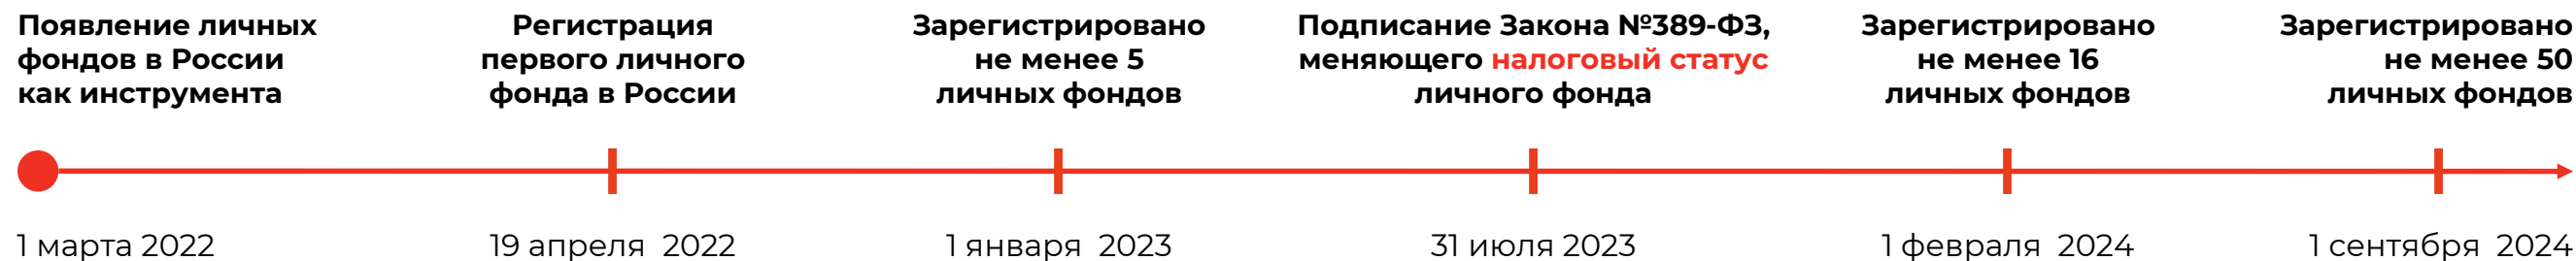 Появление личных
фондов в России
как инструмента
1 марта 2022
Регистрация
первого личного
фонда в России
19 апреля 2022
Зарегистрировано
не менее 5
личных фондов
1 января 2023
Подписание Закона №389-ФЗ,
меняющего налоговый статус
личного фонда
31 июля 2023
Зарегистрировано
не менее 16
личных фондов
1 февраля 2024
Зарегистрировано
не менее 50
личных фондов
1 сентября 2024